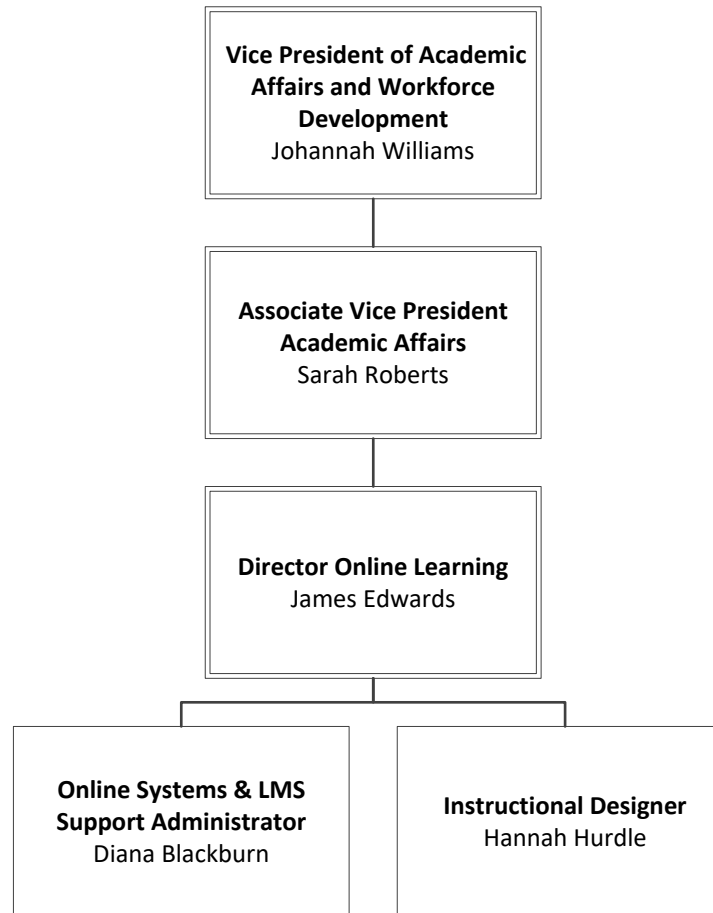 Vice President of Academic
Affairs and Workforce
Development
Johannah Williams
Associate Vice President
Academic Affairs
Sarah Roberts
Director Online Learning
James Edwards
Online Systems & LMS
Support Administrator
Diana Blackburn
Instructional Designer
Hannah Hurdle